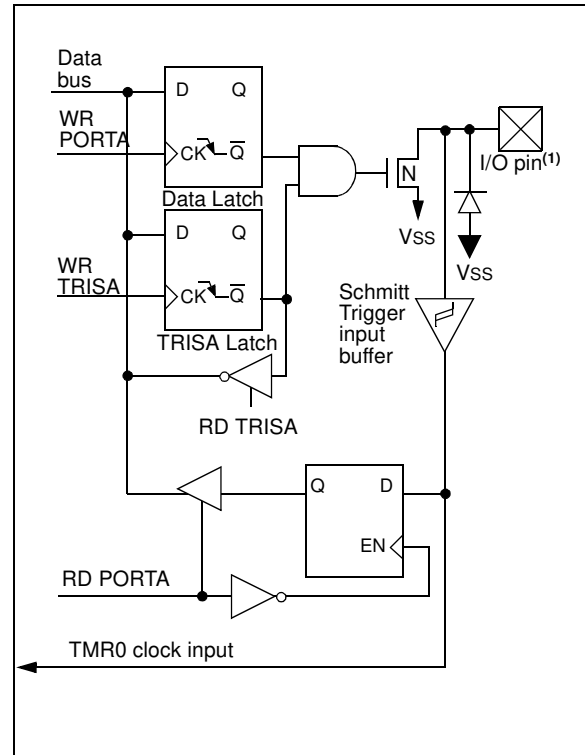 Data
bus
D Q
WR
PORTA
CK Q
N
I/O pin(1)
Data Latch
VSS
D Q
VSS
WR
TRISA
CK Q
Schmitt
Trigger
input
buffer
TRISA Latch
RD TRISA
Q D
EN
RD PORTA
TMR0 clock input